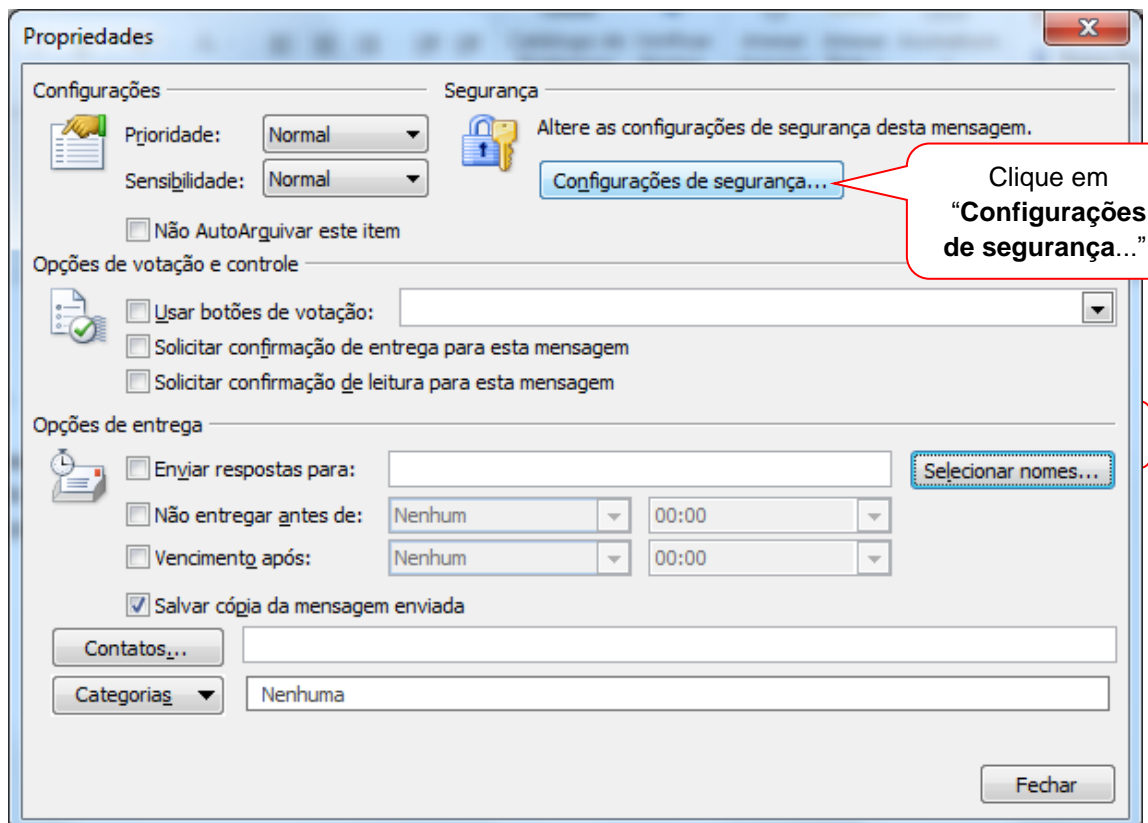 Propriedades
Configurações
Prioridade: Normal
Sensibilidade: Normal
Não AutoArquivar este item
Segurança
Altere as configurações de segurança desta mensagem.
Configurações de segurança...
Clique em
“Configurações
de segurança...”
Opções de votação e controle
Usar botões de votação:
Solicitar confirmação de entrega para esta mensagem
Solicitar confirmação de leitura para esta mensagem
Opções de entrega
Enviar respostas para: Selecionar nomes...
Não entregar antes de: Nenhum 00:00
Vencimento após: Nenhum 00:00
Salvar cópia da mensagem enviada
Contatos...
Categorias Nenhuma
Fechar